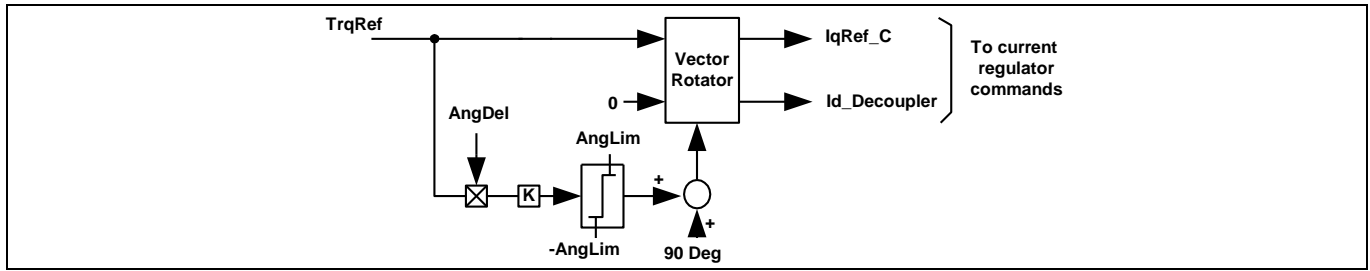 TrqRef
IqRef_C
To current
regulator
commands
Vector
Rotator
0
Id_Decoupler
AngDel
AngLim
K
+
+
-AngLim
90 Deg